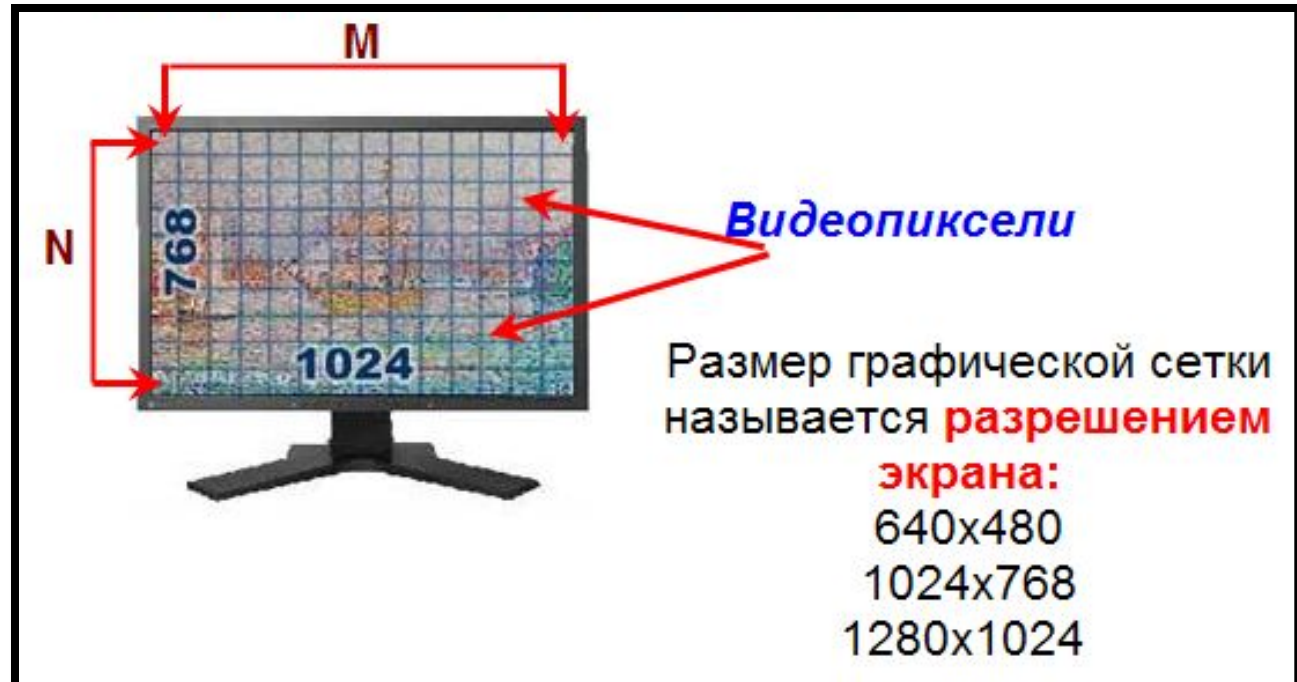 M
N
768
1024
Видеопиксели
Размер графической сетки
называется разрешением
экрана:
640x480
1024x768
1280x1024